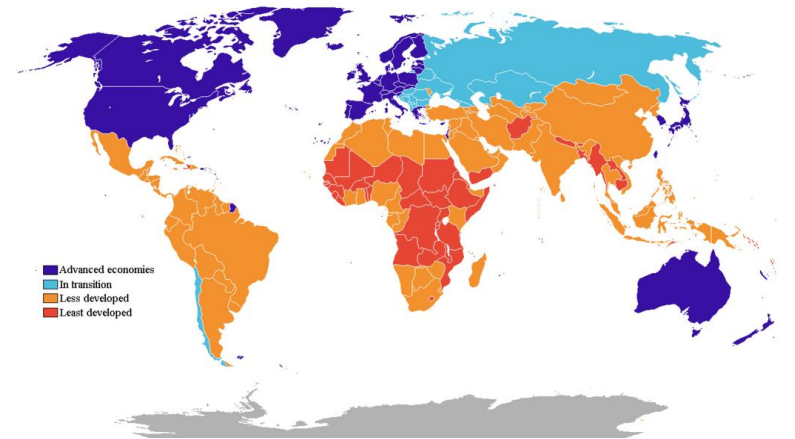 Advanced economies
In transition
Less developed
Least developed